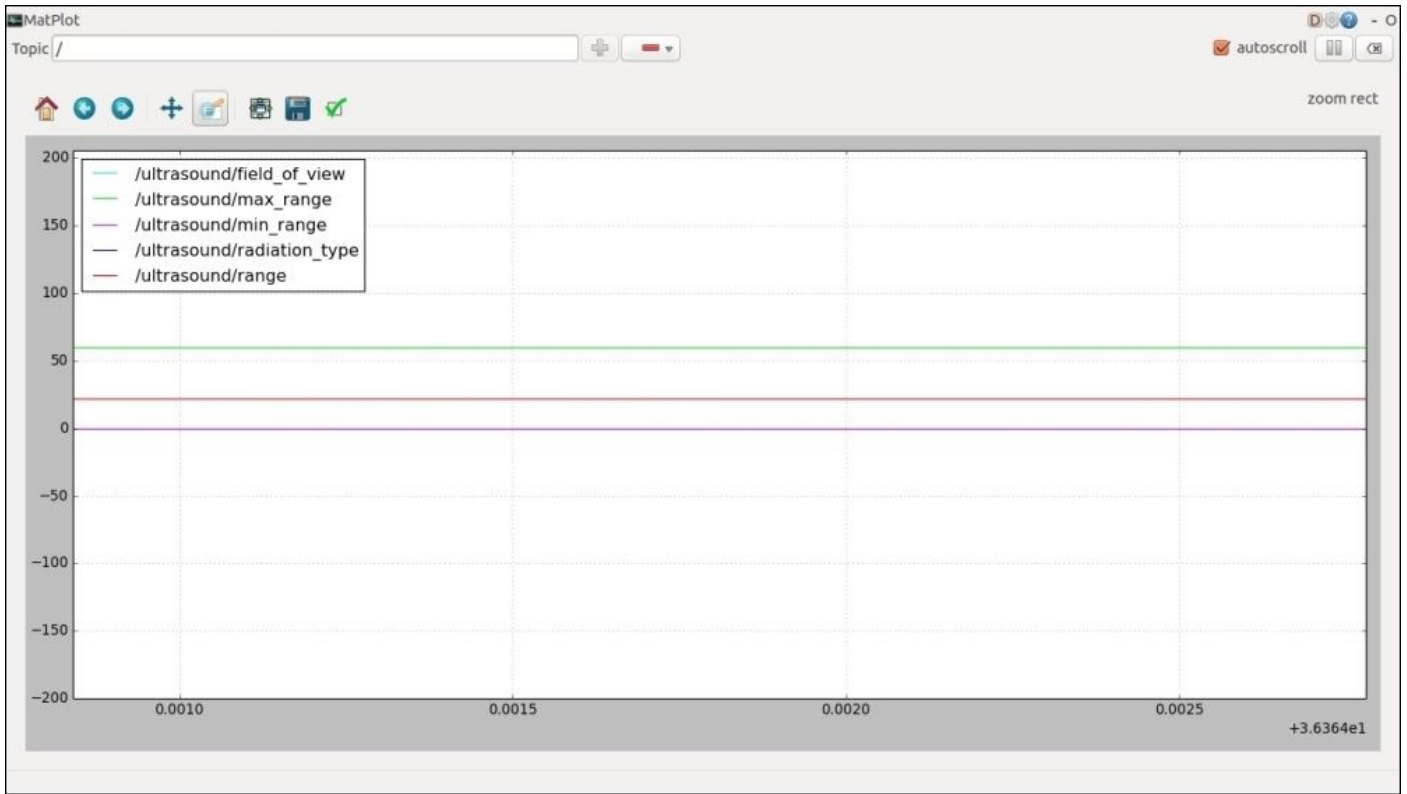 MatPlot D ? - O
Topic / autoscroll
zoom rect
200
/ultrasound/field_of_view
/ultrasound/max_range
150
/ultrasound/min_range
/ultrasound/radiation_type
/ultrasound/range
100
50
0
−50
−100
−150
−200
0.0010 0.0015 0.0020 0.0025
+3.6364e1